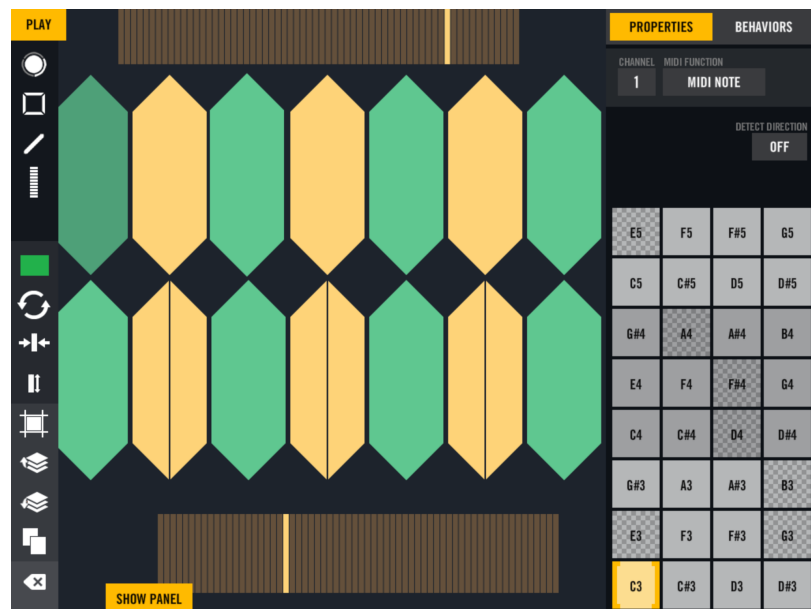 PLAY
PROPERTIES BEHAVIORS
CHANNEL MIDI FUNCTION
1 MIDI NOTE
DETECT DIRECTION
OFF
E5 F5 F#5 G5
C5 C#5 D5 D#5
G#4 A4 A#4 B4
E4 F4 F#4 G4
C4 C#4 D4 D#4
G#3 A3 A#3 B3
E3 F3 F#3 G3
C3 C#3 D3 D#3
SHOW PANEL